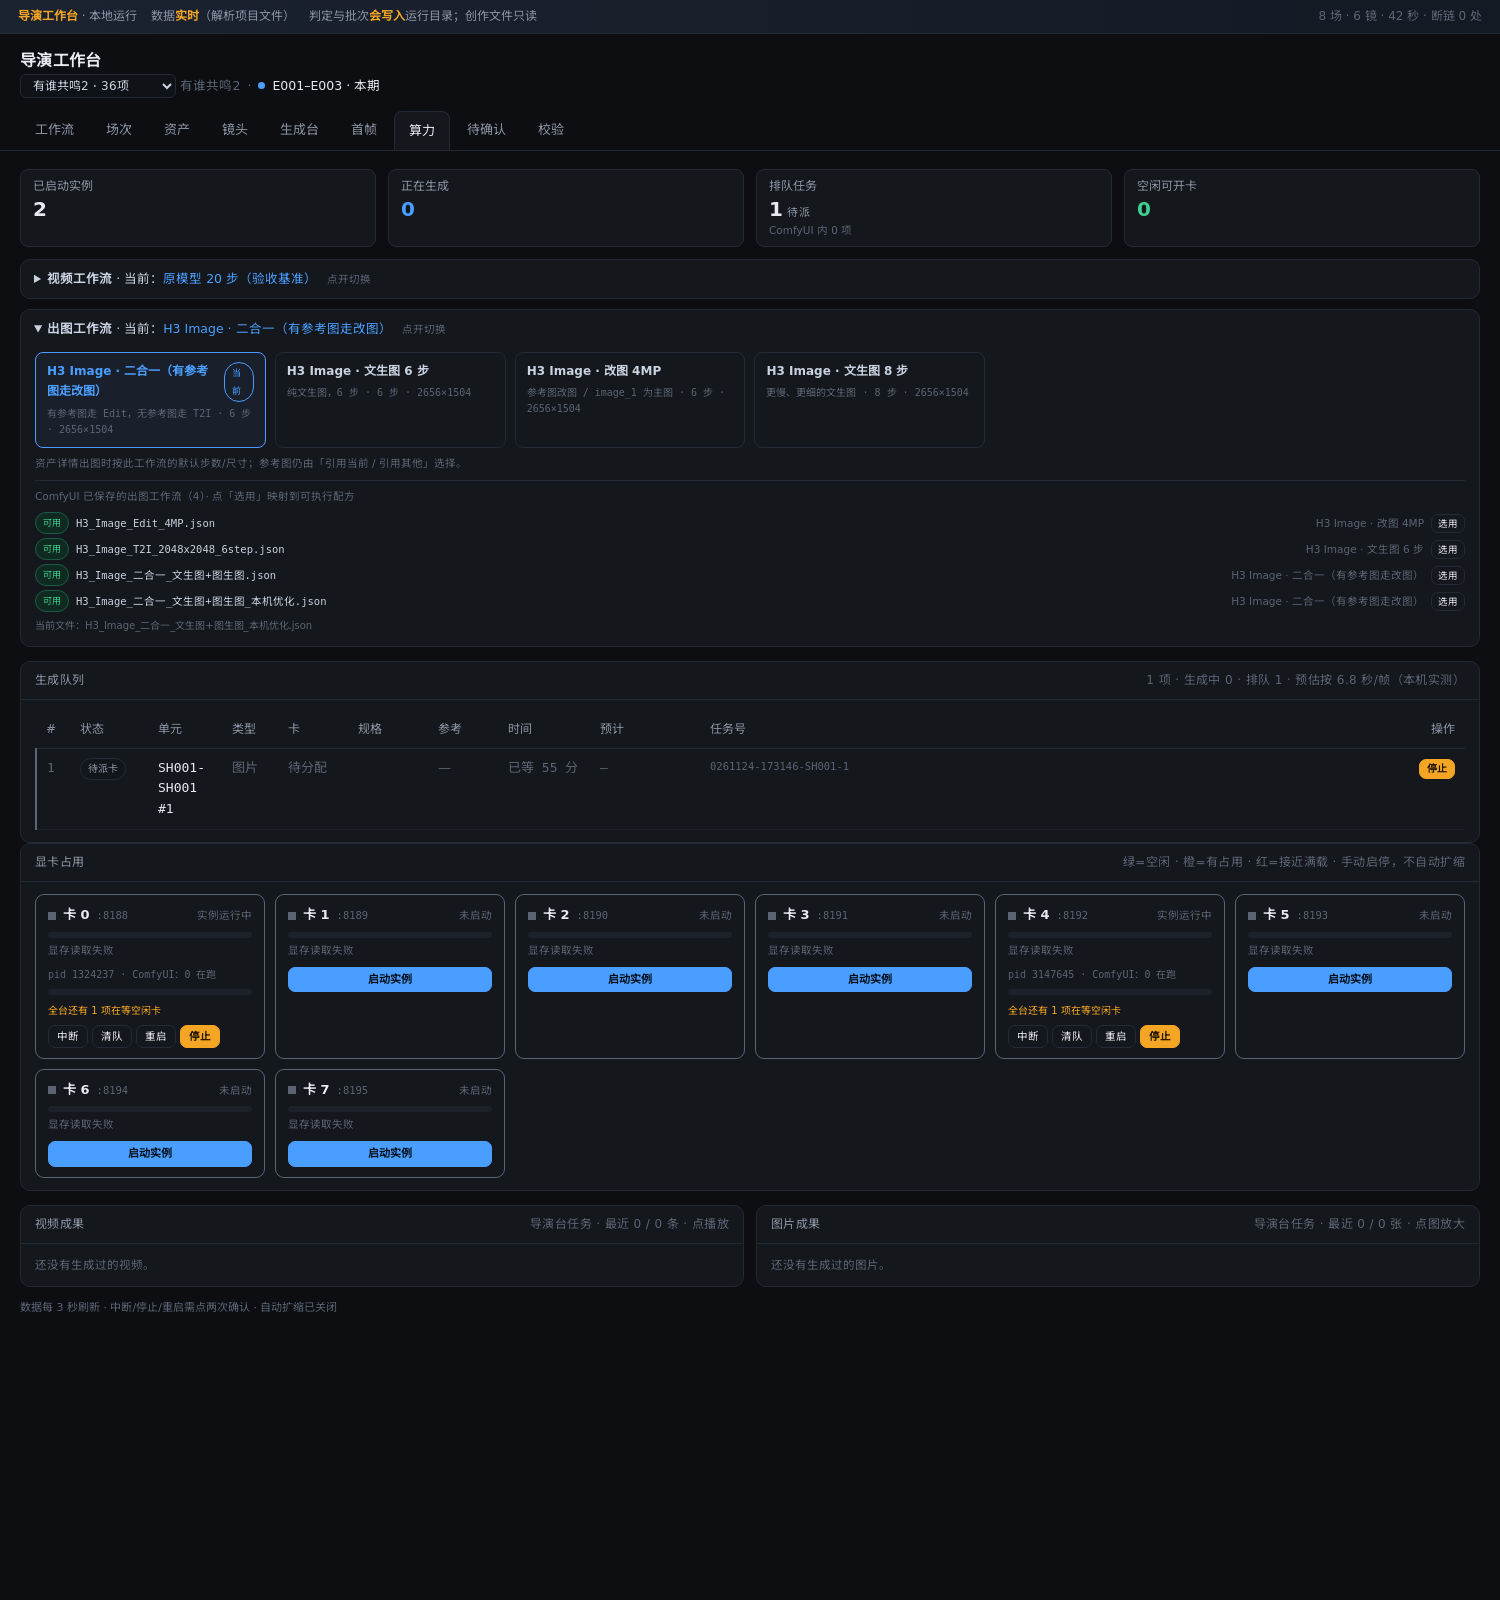 导演工作台 · 本地运行 数据实时（解析项目文件） 判定与批次会写入运行目录；创作文件只读 8 场 · 6 镜 · 42 秒 · 断链 0 处
导演工作台
有谁共鸣2 · 36项 有谁共鸣2 · E001–E003 · 本期
工作流 场次 资产 镜头 生成台 首帧 算力 待确认 校验
已启动实例 正在生成 排队任务 空闲可开卡
2 0 1 待派 0
ComfyUI 内 0 项
视频工作流 · 当前：原模型 20 步（验收基准） 点开切换
出图工作流 · 当前：H3 Image · 二合一（有参考图走改图） 点开切换
H3 Image · 二合一（有参考图走改图） 当前
有参考图走 Edit，无参考图走 T2I · 6 步 · 2656×1504
H3 Image · 文生图 6 步
纯文生图，6 步 · 6 步 · 2656×1504
H3 Image · 改图 4MP
参考图改图 / image_1 为主图 · 6 步 · 2656×1504
H3 Image · 文生图 8 步
更慢、更细的文生图 · 8 步 · 2656×1504
资产详情出图时按此工作流的默认步数/尺寸；参考图仍由「引用当前 / 引用其他」选择。
ComfyUI 已保存的出图工作流（4）· 点「选用」映射到可执行配方
可用 H3_Image_Edit_4MP.json H3 Image · 改图 4MP 选用
可用 H3_Image_T2I_2048x2048_6step.json H3 Image · 文生图 6 步 选用
可用 H3_Image_二合一_文生图+图生图.json H3 Image · 二合一（有参考图走改图） 选用
可用 H3_Image_二合一_文生图+图生图_本机优化.json H3 Image · 二合一（有参考图走改图） 选用
当前文件：H3_Image_二合一_文生图+图生图_本机优化.json
生成队列 1 项 · 生成中 0 · 排队 1 · 预估按 6.8 秒/帧（本机实测）
# 状态 单元 类型 卡 规格 参考 时间 预计 任务号 操作
1 待派卡 SH001-SH001 #1 图片 待分配 — 已等 55 分 — 0261124-173146-SH001-1 停止
显卡占用 绿=空闲 · 橙=有占用 · 红=接近满载 · 手动启停，不自动扩缩
卡 0 :8188 实例运行中
显存读取失败
pid 1324237 · ComfyUI：0 在跑
全台还有 1 项在等空闲卡
中断 清队 重启 停止
卡 1 :8189 未启动
显存读取失败
启动实例
卡 2 :8190 未启动
显存读取失败
启动实例
卡 3 :8191 未启动
显存读取失败
启动实例
卡 4 :8192 实例运行中
显存读取失败
pid 3147645 · ComfyUI：0 在跑
全台还有 1 项在等空闲卡
中断 清队 重启 停止
卡 5 :8193 未启动
显存读取失败
启动实例
卡 6 :8194 未启动
显存读取失败
启动实例
卡 7 :8195 未启动
显存读取失败
启动实例
视频成果 导演台任务 · 最近 0 / 0 条 · 点播放
还没有生成过的视频。
图片成果 导演台任务 · 最近 0 / 0 张 · 点图放大
还没有生成过的图片。
数据每 3 秒刷新 · 中断/停止/重启需点两次确认 · 自动扩缩已关闭